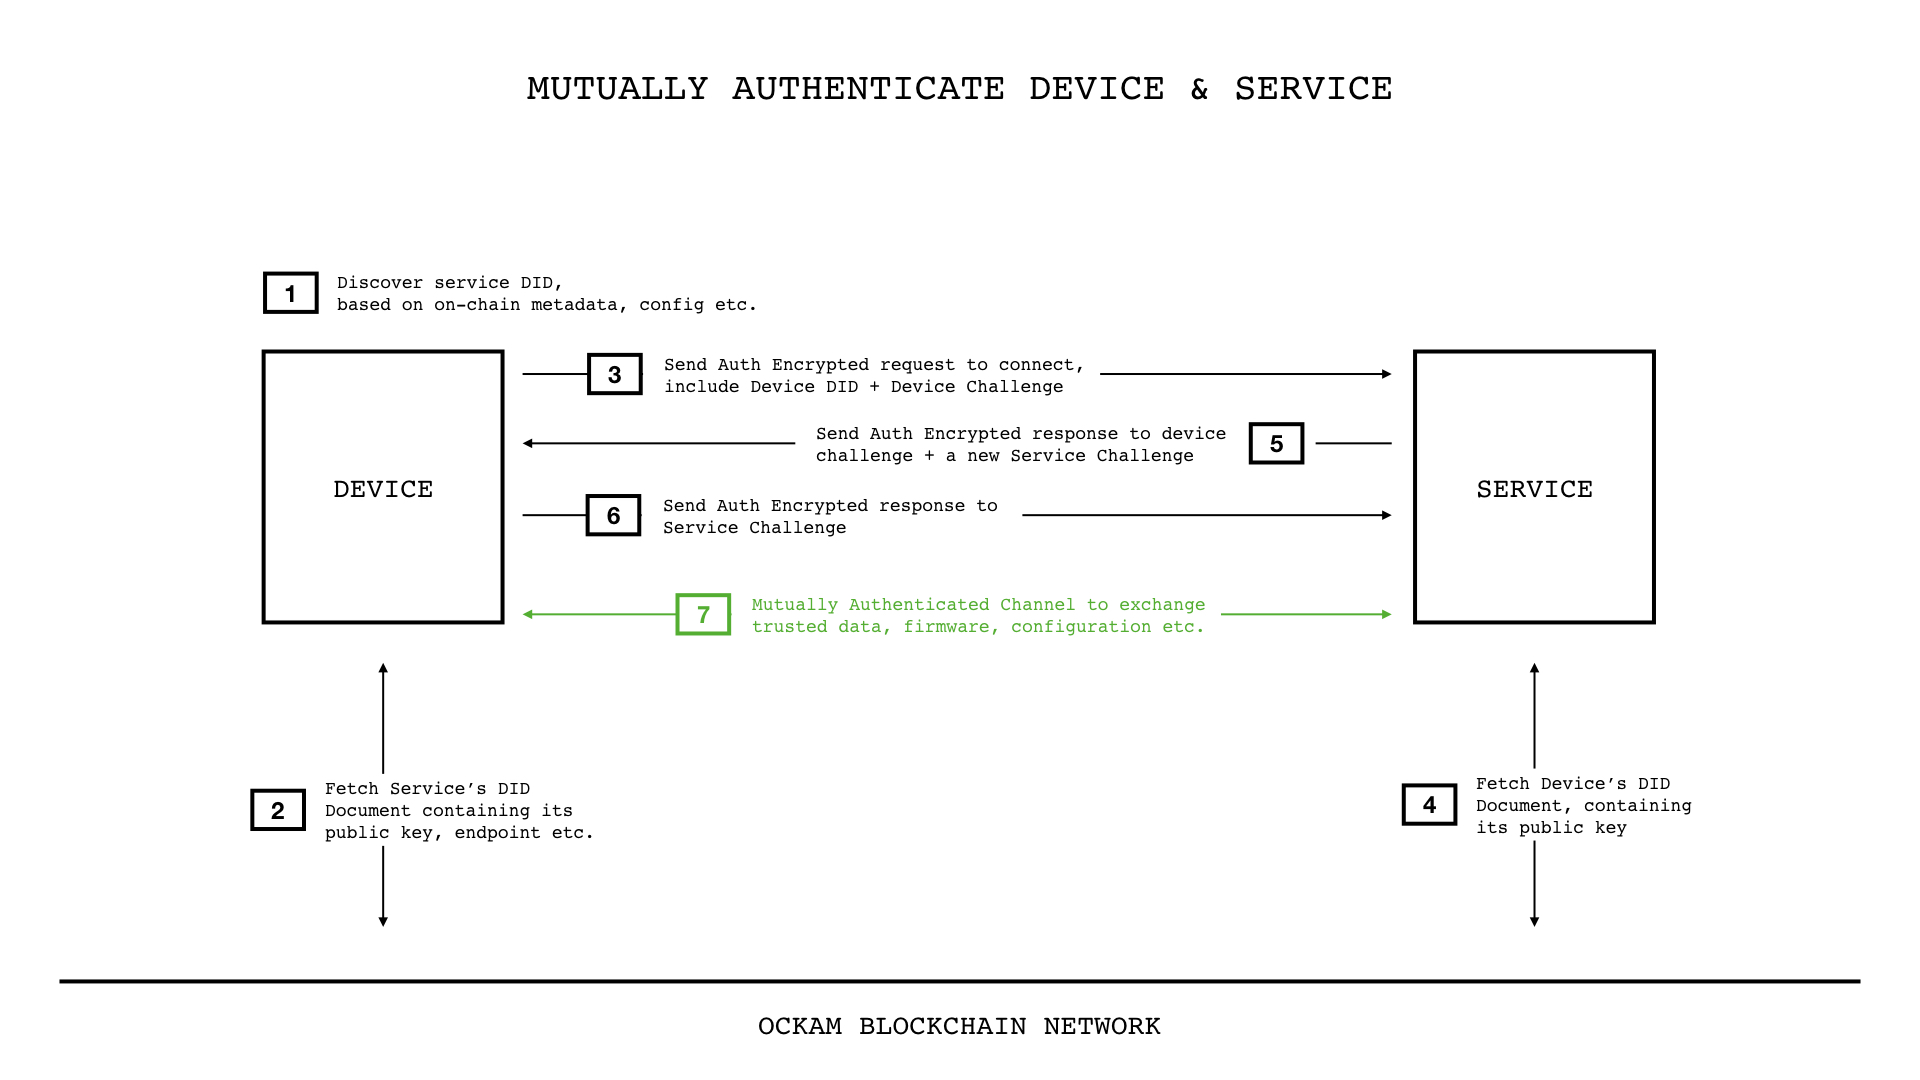 MUTUALLY AUTHENTICATE DEVICE & SERVICE
1
Discover service DID,
based on on-chain metadata, config etc.
3
Send Auth Encrypted request to connect,
include Device DID + Device Challenge
Send Auth Encrypted response to device
challenge + a new Service Challenge
5
DEVICE
SERVICE
6
Send Auth Encrypted response to
Service Challenge
7
Mutually Authenticated Channel to exchange
trusted data, firmware, configuration etc.
2
Fetch Service’s DID
Document containing its
public key, endpoint etc.
4
Fetch Device’s DID
Document, containing
its public key
OCKAM BLOCKCHAIN NETWORK